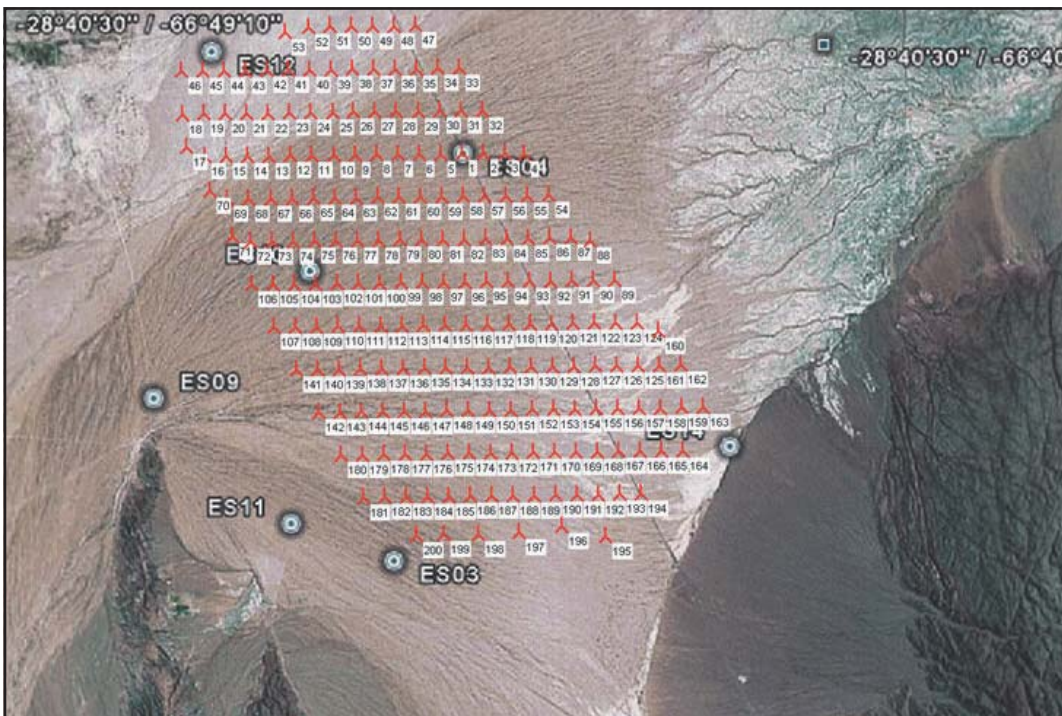 -28°40'30" / -66°49'10"
-28°40'30" / -66°40
53 52 51 50 49 48 47
ES12
46 45 44 43 42 41 40 39 38 37 36 35 34 33
18 19 20 21 22 23 24 25 26 27 28 29 30 31 32
17 16 15 14 13 12 11 10 9 8 7 6 5 1 2 3 4
70 69 68 67 66 65 64 63 62 61 60 59 58 57 56 55 54
71 72 73 74 75 76 77 78 79 80 81 82 83 84 85 86 87 88
106 105 104 103 102 101 100 99 98 97 96 95 94 93 92 91 90 89
107 108 109 110 111 112 113 114 115 116 117 118 119 120 121 122 123 124 160
141 140 139 138 137 136 135 134 133 132 131 130 129 128 127 126 125 161 162
ES09
142 143 144 145 146 147 148 149 150 151 152 153 154 155 156 157 158 159 163
ES14
180 179 178 177 176 175 174 173 172 171 170 169 168 167 166 165 164
181 182 183 184 185 186 187 188 189 190 191 192 193 194
ES11
200 199 198 197 196 195
ES03